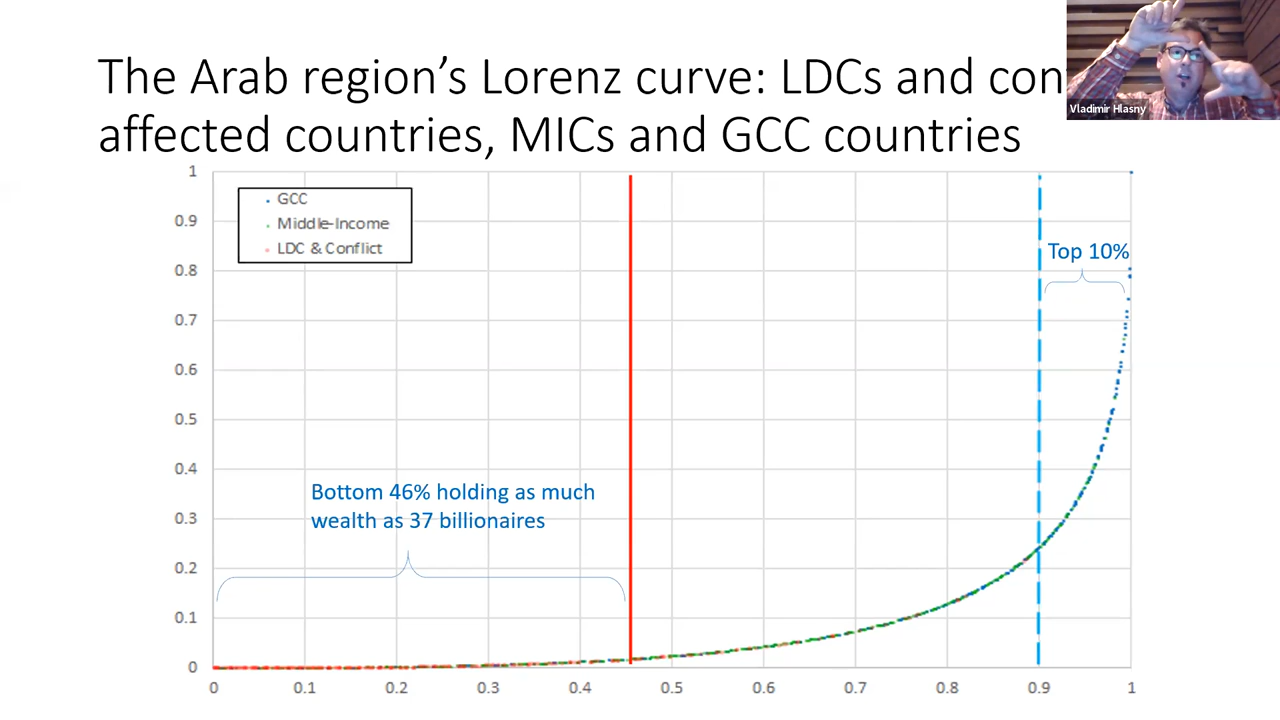 The Arab region's Lorenz curve: LDCs and con
affected countries, MICs and GCC countries
Vladimir Hlasny
1
0.9
0.8
0.7
0.6
0.5
0.4
0.3
0.2
0.1
0
GCC
Middle-Income
LDC & Conflict
Top 10%
Bottom 46% holding as much
wealth as 37 billionaires
0 0.1 0.2 0.3 0.4 0.5 0.6 0.7 0.8 0.9 1